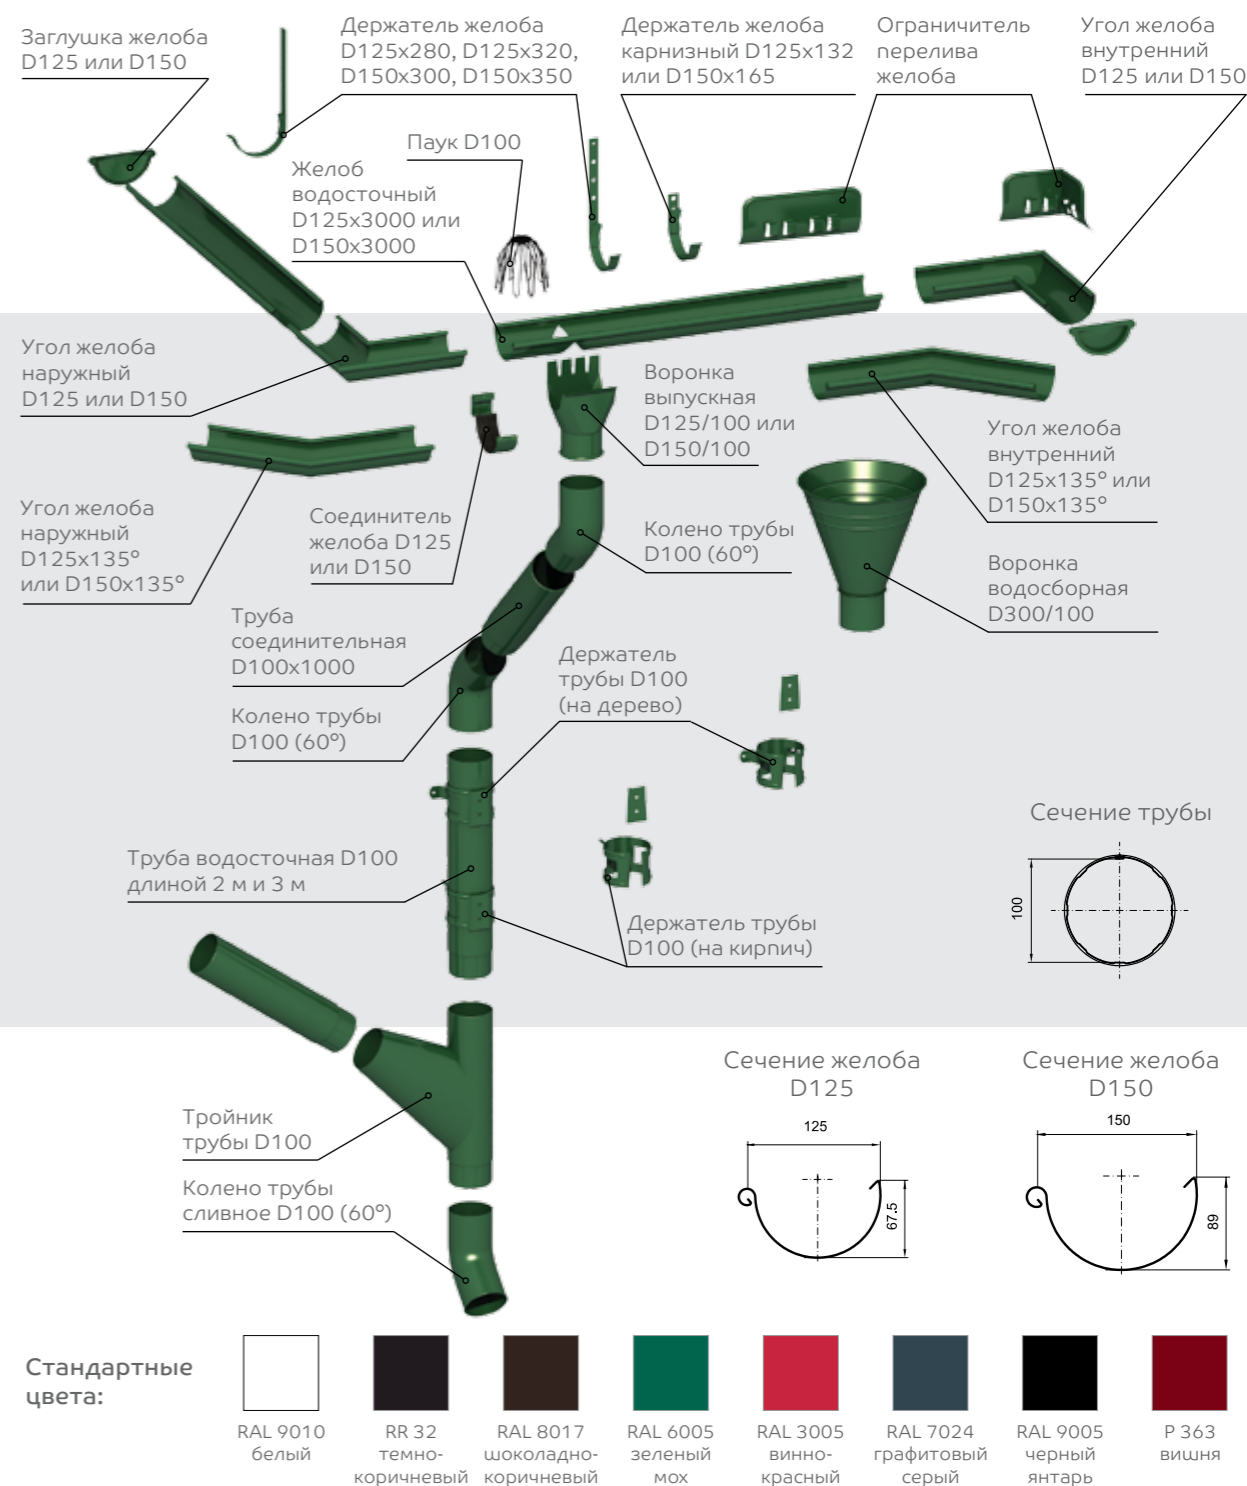 Заглушка желоба
D125 или D150
Держатель желоба
D125x280, D125x320,
D150x300, D150x350
Держатель желоба
карнизный D125x132
или D150x165
Ограничитель
перелива
желоба
Угол желоба
внутренний
D125 или D150
Паук D100
Желоб
водосточный
D125x3000 или
D150x3000
Угол желоба
наружный
D125 или D150
Воронка
выпускная
D125/100 или
D150/100
Угол желоба
внутренний
D125x135° или
D150x135°
Угол желоба
наружный
D125x135°
или D150x135°
Соединитель
желоба D125
или D150
Колено трубы
D100 (60°)
Воронка
водосборная
D300/100
Труба
соединительная
D100x1000
Держатель
трубы D100
(на дерево)
Колено трубы
D100 (60°)
Сечение трубы
100
Труба водосточная D100
длиной 2 м и 3 м
Держатель трубы
D100 (на кирпич)
Сечение желоба
D125
125
67.5
Сечение желоба
D150
150
89
Тройник
трубы D100
Колено трубы
сливное D100 (60°)
Стандартные
цвета:
RAL 9010
белый
RR 32
темно-
коричневый
RAL 8017
шоколадно-
коричневый
RAL 6005
зеленый
мох
RAL 3005
винно-
красный
RAL 7024
графитовый
серый
RAL 9005
черный
янтарь
P 363
вишня